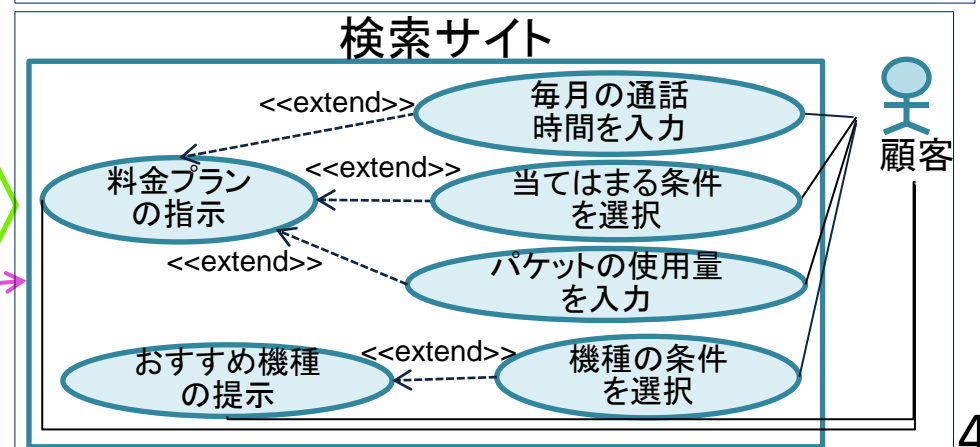 検索サイト
<<extend>>
毎月の通話
時間を入力
顧客
料金プラン
の指示
<<extend>>
当てはまる条件
を選択
<<extend>>
パケットの使用量
を入力
おすすめ機種
の提示
<<extend>>
機種の条件
を選択